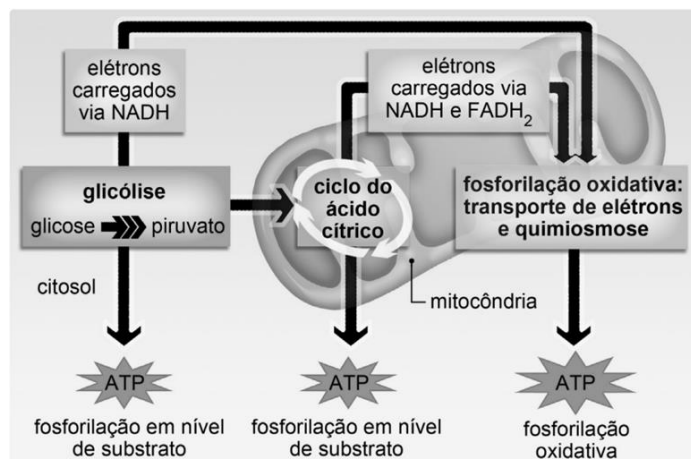 elétrons
carregados
via NADH
elétrons
carregados via
NADH e FADH₂
glicólise
glicose piruvato
ciclo do
ácido
cítrico
fosforilação oxidativa:
transporte de elétrons
e quimiosmose
citosol
mitocôndria
ATP
ATP
ATP
fosforilação em nível
de substrato
fosforilação em nível
de substrato
fosforilação
oxidativa